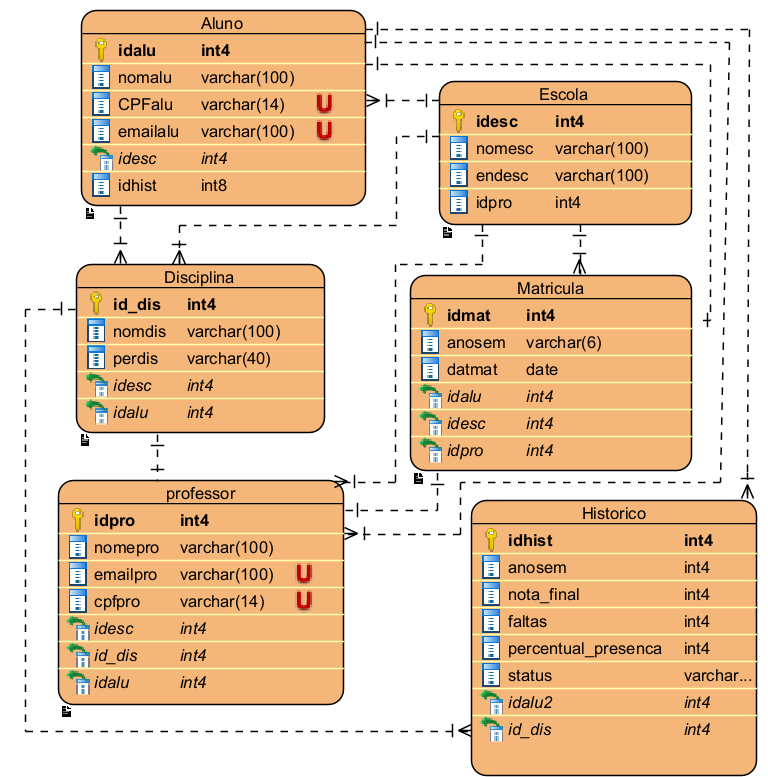 Aluno
idalu int4
nomalu varchar(100)
CPFalu varchar(14) U
emailalu varchar(100) U
idesc int4
idhist int8
Escola
idesc int4
nomesc varchar(100)
endesc varchar(100)
idpro int4
Disciplina
id_dis int4
nomdis varchar(100)
perdis varchar(40)
idesc int4
idalu int4
Matricula
idmat int4
anosem varchar(6)
datmat date
idalu int4
idesc int4
idpro int4
professor
idpro int4
nomepro varchar(100)
emailpro varchar(100) U
cpfpro varchar(14) U
idesc int4
id_dis int4
idalu int4
Historico
idhist int4
anosem int4
nota_final int4
faltas int4
percentual_presenca int4
status varchar...
idalu2 int4
id_dis int4